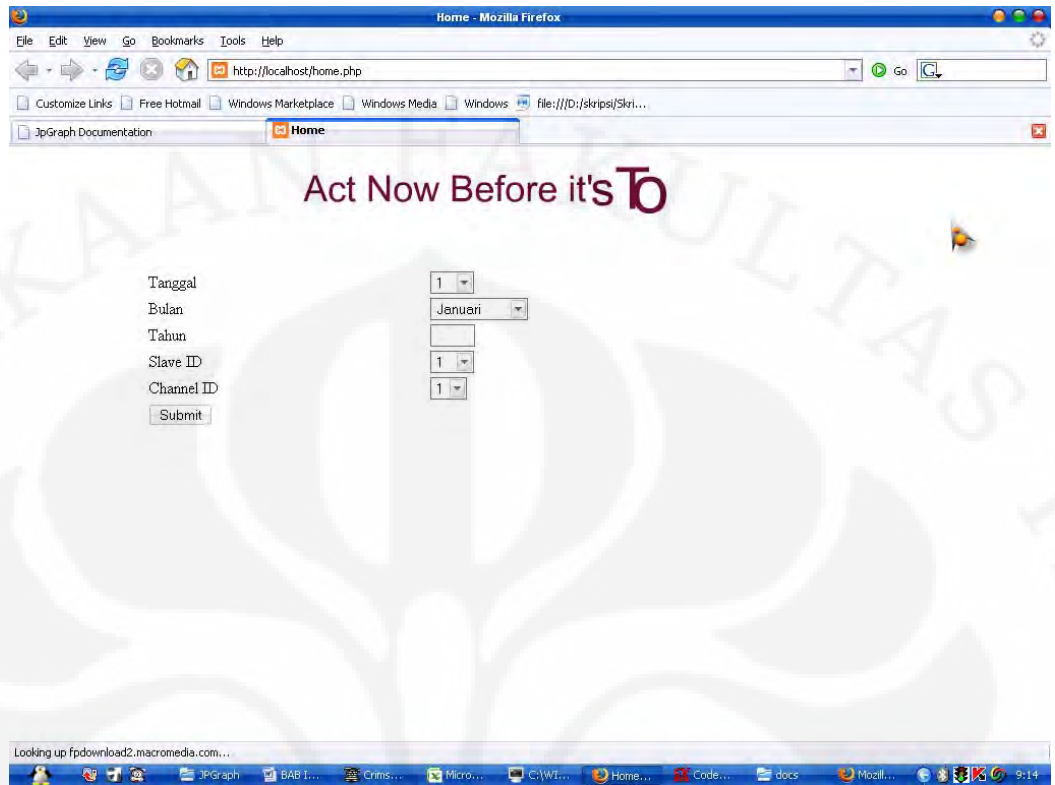 Home - Mozilla Firefox
File Edit View Go Bookmarks Tools Help
http://localhost/home.php Go G
Customize Links Free Hotmail Windows Marketplace Windows Media Windows file:///D:/skripsi/Skri...
JpGraph Documentation Home
Act Now Before it's To
Tanggal 1
Bulan Januari
Tahun
Slave ID 1
Channel ID 1
Submit
KAAN FAKULTAS
Looking up fpdownload2.macromedia.com...
JPGraph BAB I... Crims... Micro... C:\WI... Home... Code... docs Mozill... 9:14